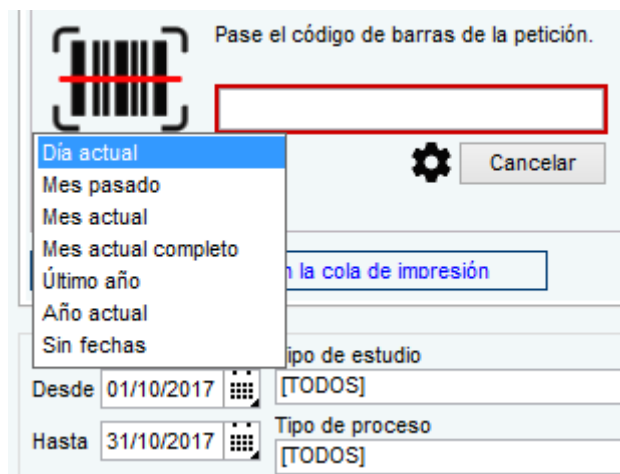 Pase el código de barras de la petición.
Día actual
Mes pasado
Mes actual
Mes actual completo
Último año
Año actual
Sin fechas
Cancelar
la cola de impresión
Desde 01/10/2017
Tipo de estudio
[TODOS]
Hasta 31/10/2017
Tipo de proceso
[TODOS]